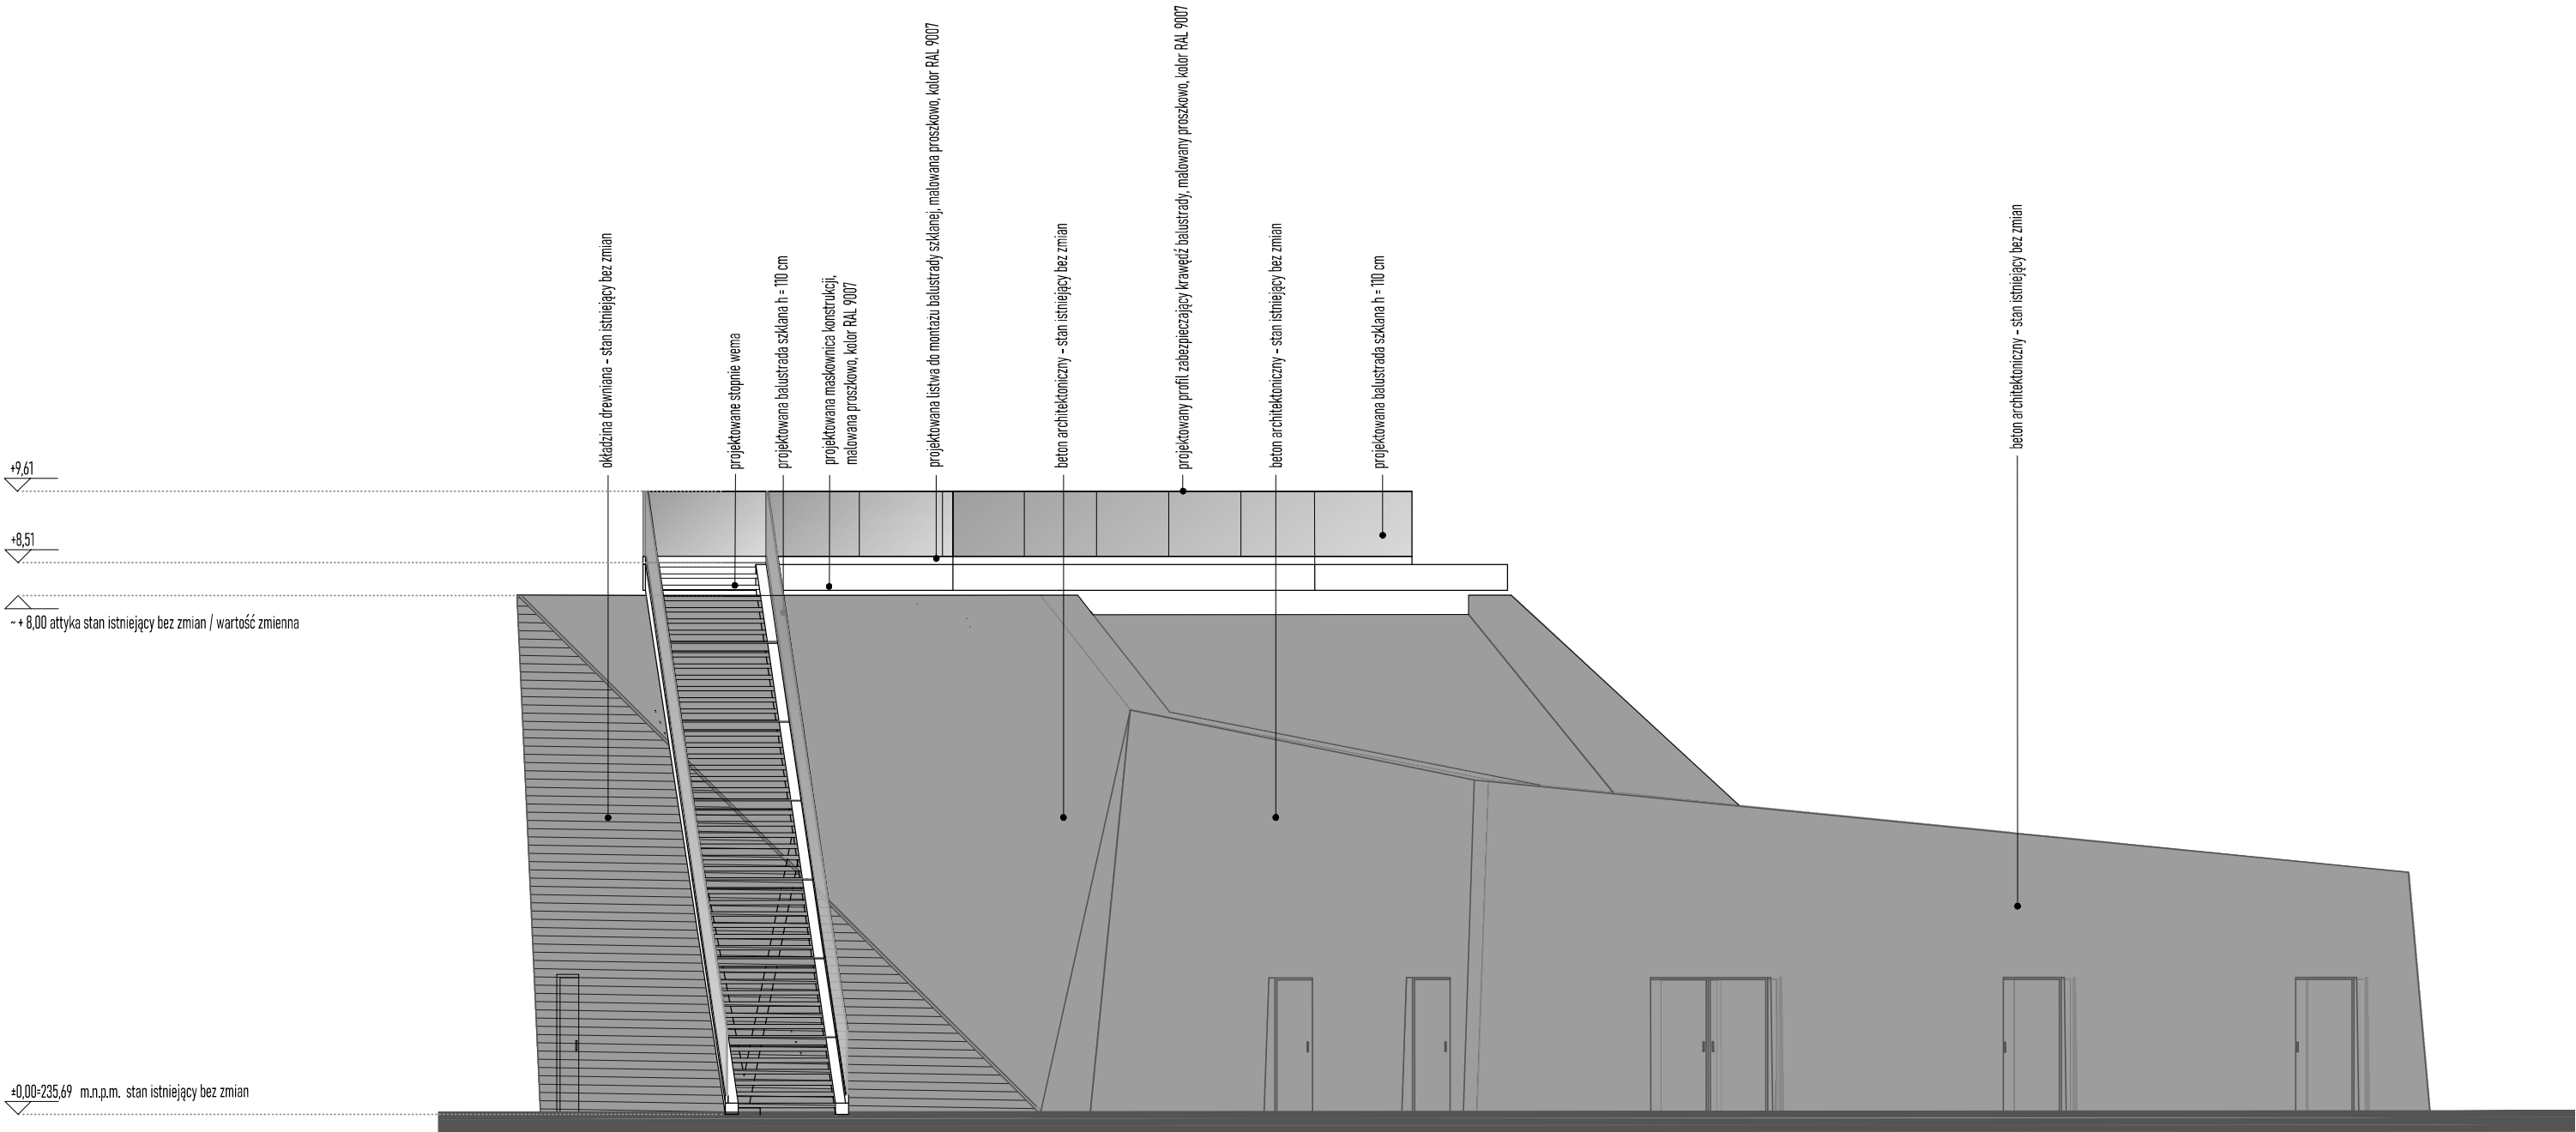 okładzina drewniana - stan istniejący bez zmian
projektowane stopnie wema
projektowana balustrada szklana h = 110 cm
projektowana maskownica konstrukcji,
malowana proszkowo, kolor RAL 9007
projektowana listwa do montażu balustrady szklanej, malowana proszkowo, kolor RAL 9007
beton architektoniczny - stan istniejący bez zmian
projektowany profil zabezpieczający krawędź balustrady, malowany proszkowo, kolor RAL 9007
beton architektoniczny - stan istniejący bez zmian
projektowana balustrada szklana h = 110 cm
beton architektoniczny - stan istniejący bez zmian
+9,61
+8,51
~ + 8,00 attyka stan istniejący bez zmian / wartość zmienna
±0,00=235,69 m.n.p.m. stan istniejący bez zmian